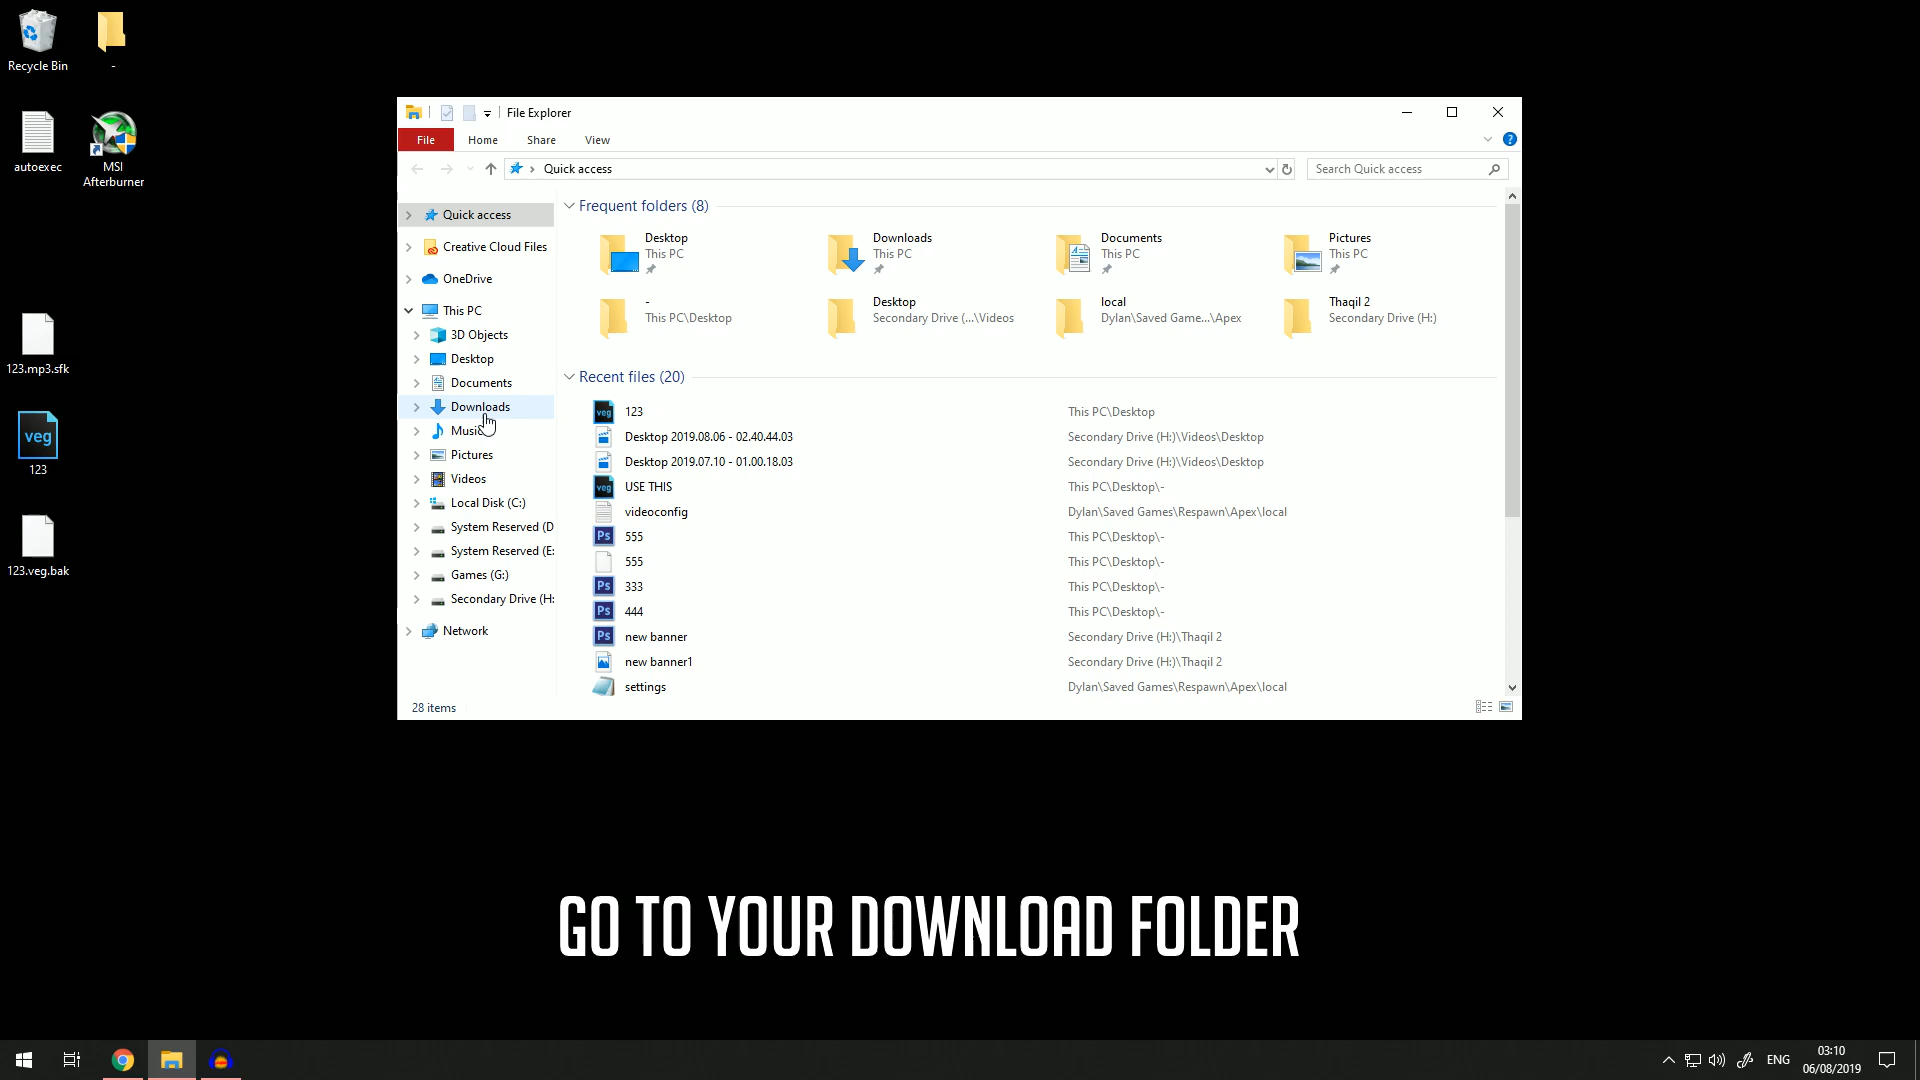 Recycle Bin
-
autoexec
MSI
Afterburner
123.mp3.sfk
veg
123
123.veg.bak
File Explorer
File
Home
Share
View
?
Quick access
Search Quick access
Quick access
Creative Cloud Files
OneDrive
This PC
3D Objects
Desktop
Documents
Downloads
Music
Pictures
Videos
Local Disk (C:)
System Reserved (D
System Reserved (E:
Games (G:)
Secondary Drive (H:
Network
Frequent folders (8)
Desktop
This PC
Downloads
This PC
Documents
This PC
Pictures
This PC
-
This PC\Desktop
Desktop
Secondary Drive (...\Videos
local
Dylan\Saved Game...\Apex
Thaqil 2
Secondary Drive (H:)
Recent files (20)
veg 123 This PC\Desktop
Desktop 2019.08.06 - 02.40.44.03 Secondary Drive (H:)\Videos\Desktop
Desktop 2019.07.10 - 01.00.18.03 Secondary Drive (H:)\Videos\Desktop
veg USE THIS This PC\Desktop\-
videoconfig Dylan\Saved Games\Respawn\Apex\local
Ps 555 This PC\Desktop\-
555 This PC\Desktop\-
Ps 333 This PC\Desktop\-
Ps 444 This PC\Desktop\-
Ps new banner Secondary Drive (H:)\Thaqil 2
new banner1 Secondary Drive (H:)\Thaqil 2
settings Dylan\Saved Games\Respawn\Apex\local
28 items
GO TO YOUR DOWNLOAD FOLDER
ENG
03:10
06/08/2019